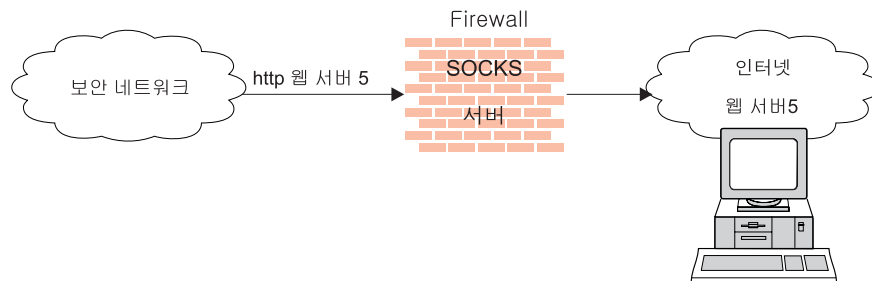 Firewall
보안 네트워크
http 웹 서버 5
SOCKS
서버
인터넷
웹 서버5